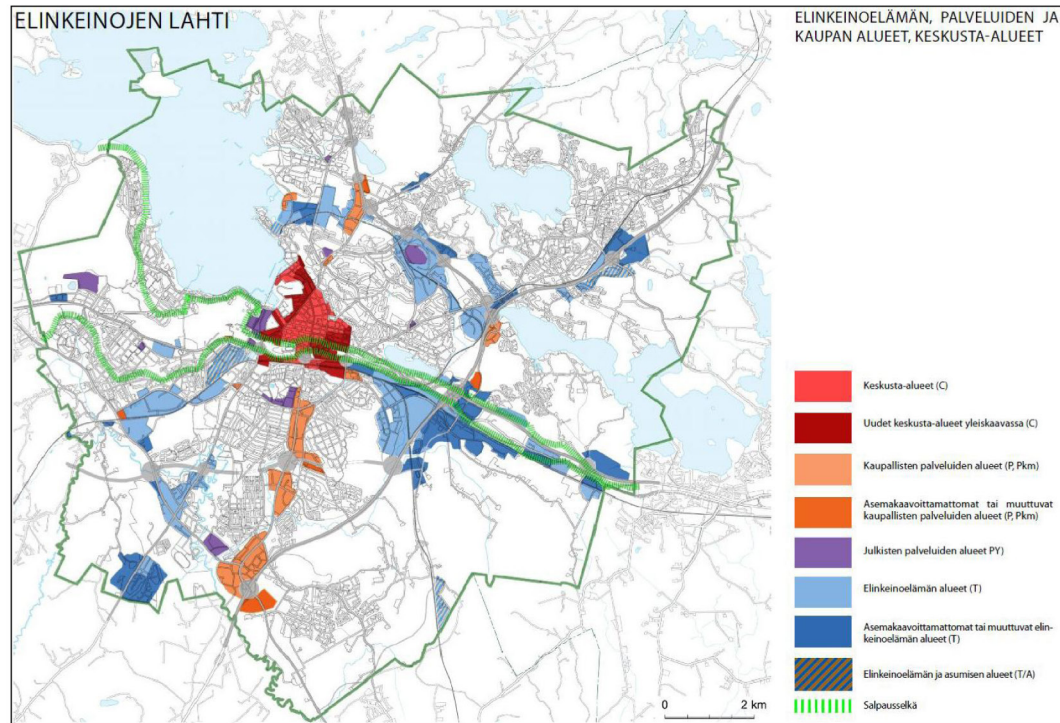 ELINKEINOJEN LAHTI
ELINKEINOELÄMÄN, PALVELUIDEN JA
KAUPAN ALUEET, KESKUSTA-ALUEET
Keskusta-alueet (C)
Uudet keskusta-alueet yleiskaavassa (C)
Kaupallisten palveluiden alueet (P, Pkm)
Asemakaavoittamattomat tai muuttuvat
kaupallisten palveluiden alueet (P, Pkm)
Julkisten palveluiden alueet PY)
Elinkeinoelämän alueet (T)
Asemakaavoittamattomat tai muuttuvat elin-
keinoelämän alueet (T)
Elinkeinoelämän ja asumisen alueet (T/A)
Salpausselkä
0
2 km